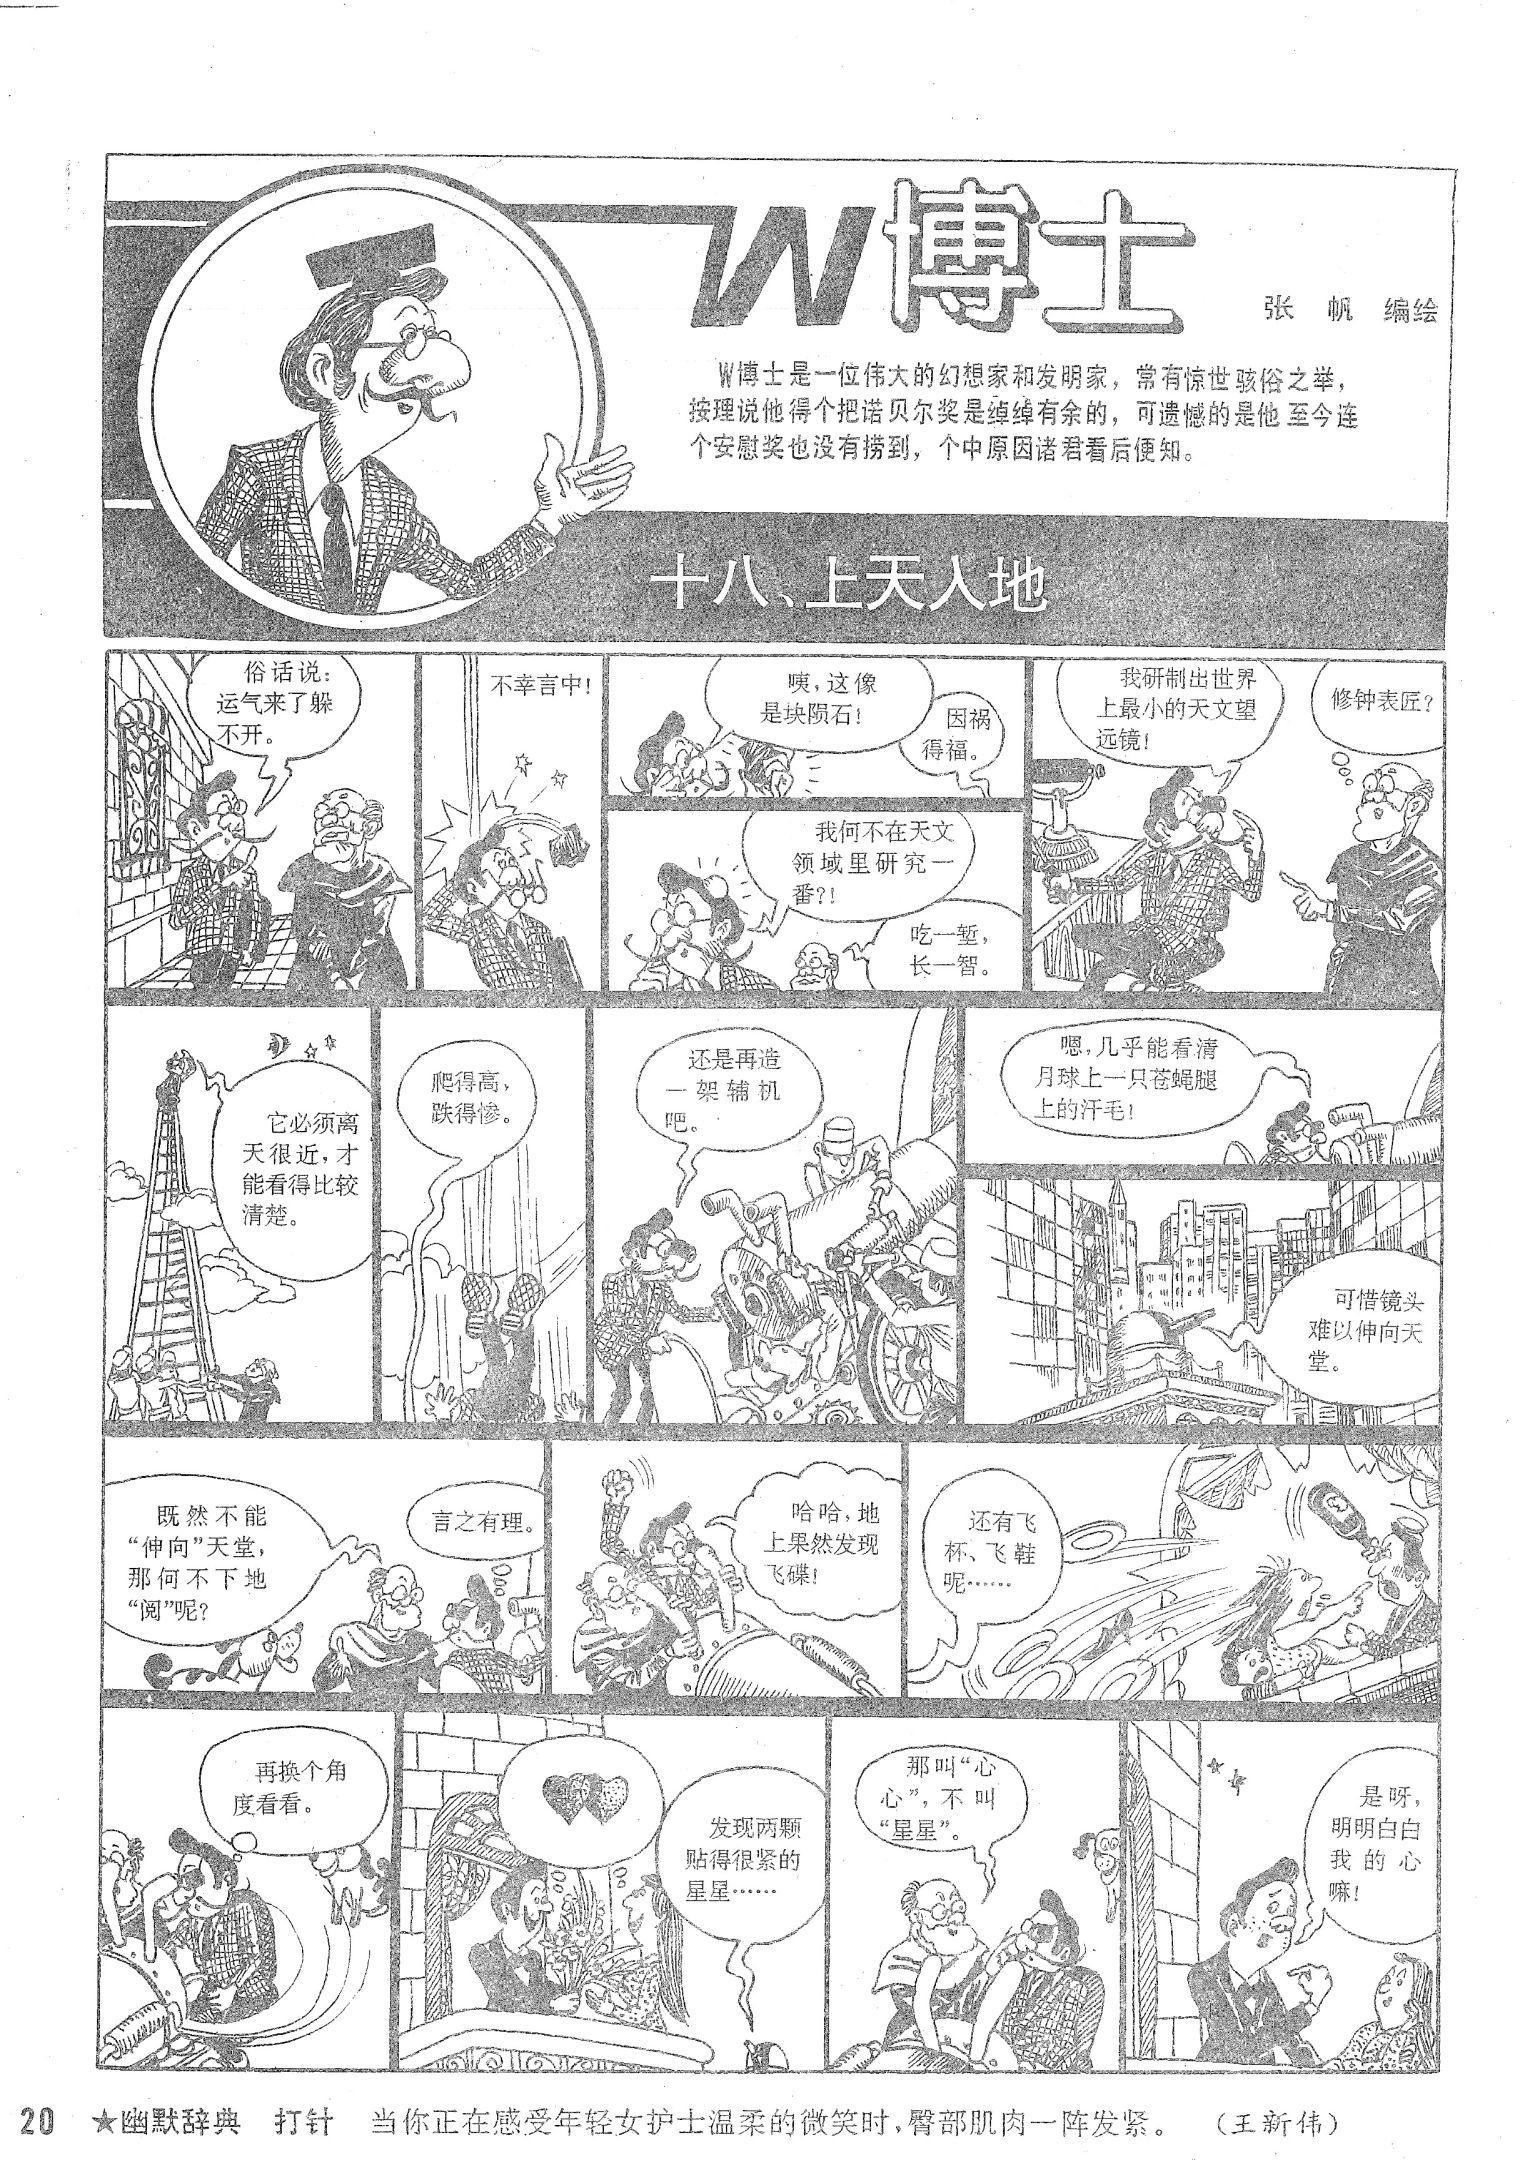 W博士
张 帆 编绘
W博士是一位伟大的幻想家和发明家，常有惊世骇俗之举，
按理说他得个把诺贝尔奖是绰绰有余的，可遗憾的是他至今连
个安慰奖也没有捞到，个中原因诸君看后便知。
十八、上天入地
俗话说：
运气来了躲
不开。
不幸言中！
咦，这像
是块陨石！
因祸
得福。
我何不在天文
领域里研究一
番？！
吃一堑，
长一智。
我研制出世界
上最小的天文望
远镜！
修钟表匠？
它必须离
天很近，才
能看得比较
清楚。
爬得高，
跌得惨。
还是再造
一架辅机
吧。
嗯，几乎能看清
月球上一只苍蝇腿
上的汗毛！
可惜镜头
难以伸向天
堂。
既然不能
“伸向”天堂，
那何不下地
“阅”呢？
言之有理。
哈哈，地
上果然发现
飞碟！
还有飞
杯、飞鞋
呢……
再换个角
度看看。
发现两颗
贴得很紧的
星星……
那叫“心
心”，不叫
“星星”。
是呀，
明明白白
我的心
嘛！
20 ★幽默辞典 打针 当你正在感受年轻女护士温柔的微笑时，臀部肌肉一阵发紧。 （王新伟）